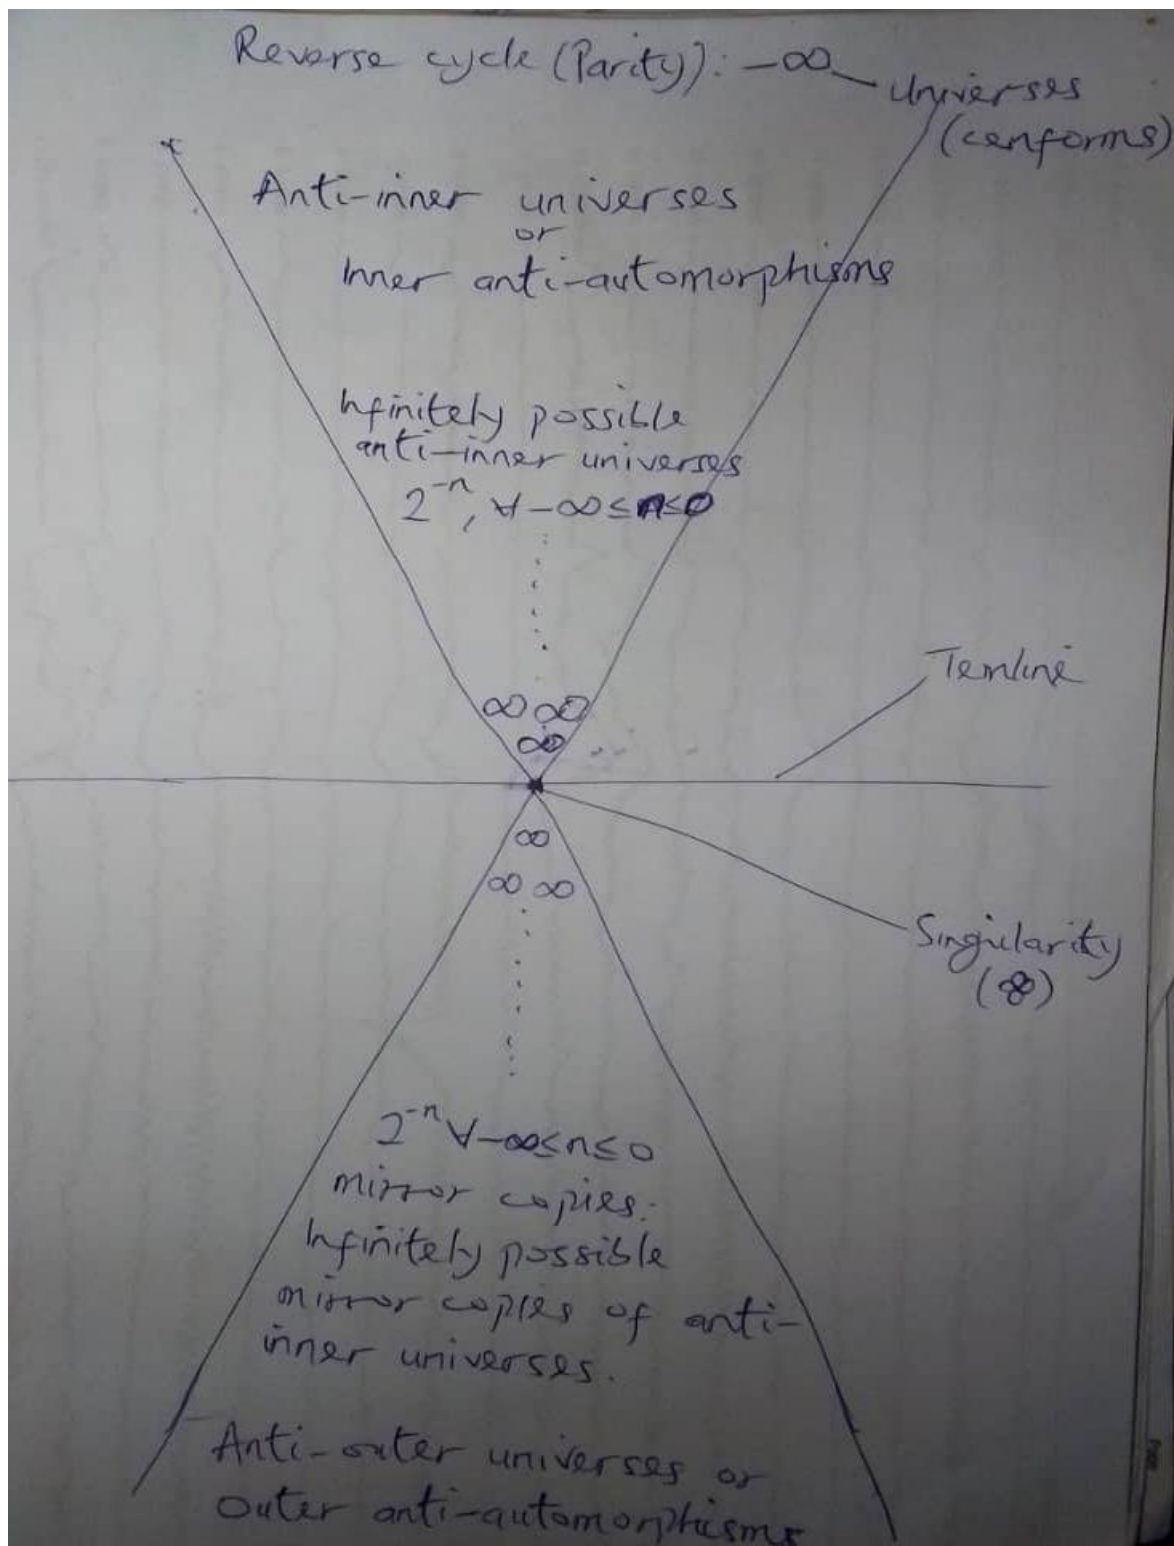 Reverse cycle (Parity): -∞
Universes
(conforms)
Anti-inner universes
or
Inner anti-automorphisms
Infinitely possible
anti-inner universes
2⁻ⁿ, ∀ -∞ ≤ n ≤ 0
∞ ∞
∞
Temline
∞
∞ ∞
Singularity
(∞)
2⁻ⁿ ∀ -∞ ≤ n ≤ 0
mirror copies.
Infinitely possible
mirror copies of anti-
inner universes.
Anti-outer universes or
outer anti-automorphisms